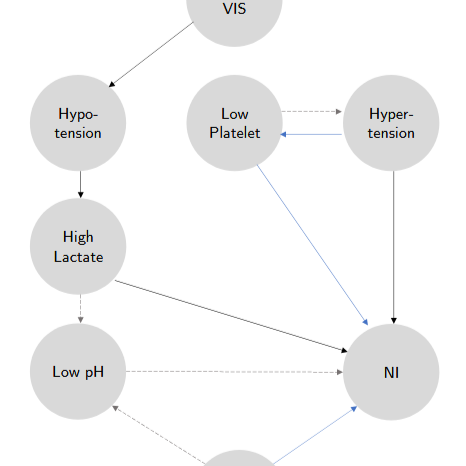 VIS
Hypo-
tension
Low
Platelet
Hyper-
tension
High
Lactate
Low pH
NI